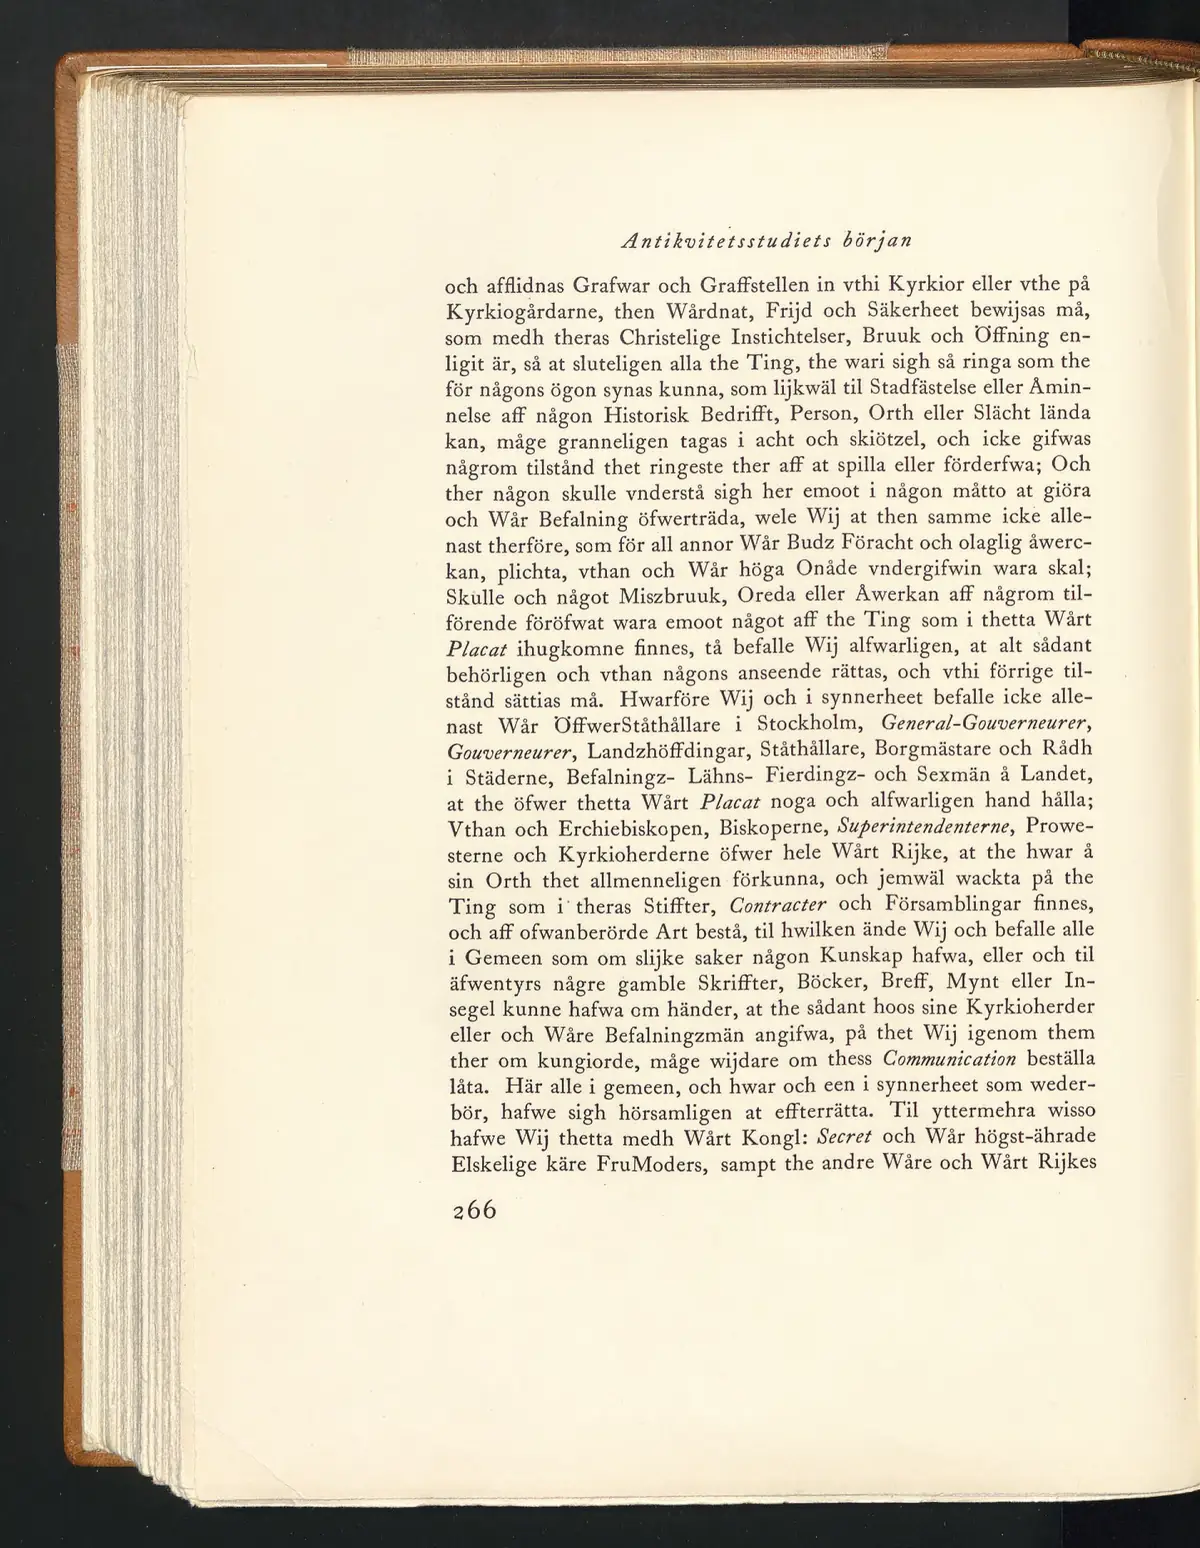 Antikvitetsstudiets början
och afflidnas Grafwar och Graffstellen in vthi Kyrkior eller vthe på
Kyrkiogårdarne, then Wårdnat, Frijd och Säkerheet bewijsas må,
som medh theras Christelige Instichtelser, Bruuk och Öffning en-
ligit är, så at sluteligen alla the Ting, the wari sigh så ringa som the
för någons ögon synas kunna, som lijkwäl til Stadfästelse eller Åmin-
nelse aff någon Historisk Bedrifft, Person, Orth eller Slächt lända
kan, måge granneligen tagas i acht och skiötzel, och icke gifwas
någrom tilstånd thet ringeste ther aff at spilla eller förderfwa; Och
ther någon skulle vnderstå sigh her emoot i någon måtto at giöra
och Wår Befalning öfwerträda, wele Wij at then samme icke alle-
nast therföre, som för all annor Wår Budz Föracht och olaglig åwerc-
kan, plichta, vthan och Wår höga Onåde vndergifwin wara skal;
Skulle och något Miszbruuk, Oreda eller Åwerkan aff någrom til-
förende föröfwat wara emoot något aff the Ting som i thetta Wårt
Placat ihugkomne finnes, tå befalle Wij alfwarligen, at alt sådant
behörligen och vthan någons anseende rättas, och vthi förrige til-
stånd sättias må. Hwarföre Wij och i synnerheet befalle icke alle-
nast Wår ÖffwerStåthållare i Stockholm, General-Gouverneurer,
Gouverneurer, Landzhöffdingar, Ståthållare, Borgmästare och Rådh
i Städerne, Befalningz- Lähns- Fierdingz- och Sexmän å Landet,
at the öfwer thetta Wårt Placat noga och alfwarligen hand hålla;
Vthan och Erchiebiskopen, Biskoperne, Superintendenterne, Prowe-
sterne och Kyrkioherderne öfwer hele Wårt Rijke, at the hwar å
sin Orth thet allmenneligen förkunna, och jemwäl wackta på the
Ting som i theras Stiffter, Contracter och Församblingar finnes,
och aff ofwanberörde Art bestå, til hwilken ände Wij och befalle alle
i Gemeen som om slijke saker någon Kunskap hafwa, eller och til
äfwentyrs någre gamble Skriffter, Böcker, Breff, Mynt eller In-
segel kunne hafwa om händer, at the sådant hoos sine Kyrkioherder
eller och Wåre Befalningzmän angifwa, på thet Wij igenom them
ther om kungiorde, måge wijdare om thess Communication beställa
låta. Här alle i gemeen, och hwar och een i synnerheet som weder-
bör, hafwe sigh hörsamligen at effterrätta. Til yttermehra wisso
hafwe Wij thetta medh Wårt Kongl: Secret och Wår högst-ährade
Elskelige käre FruModers, sampt the andre Wåre och Wårt Rijkes
266